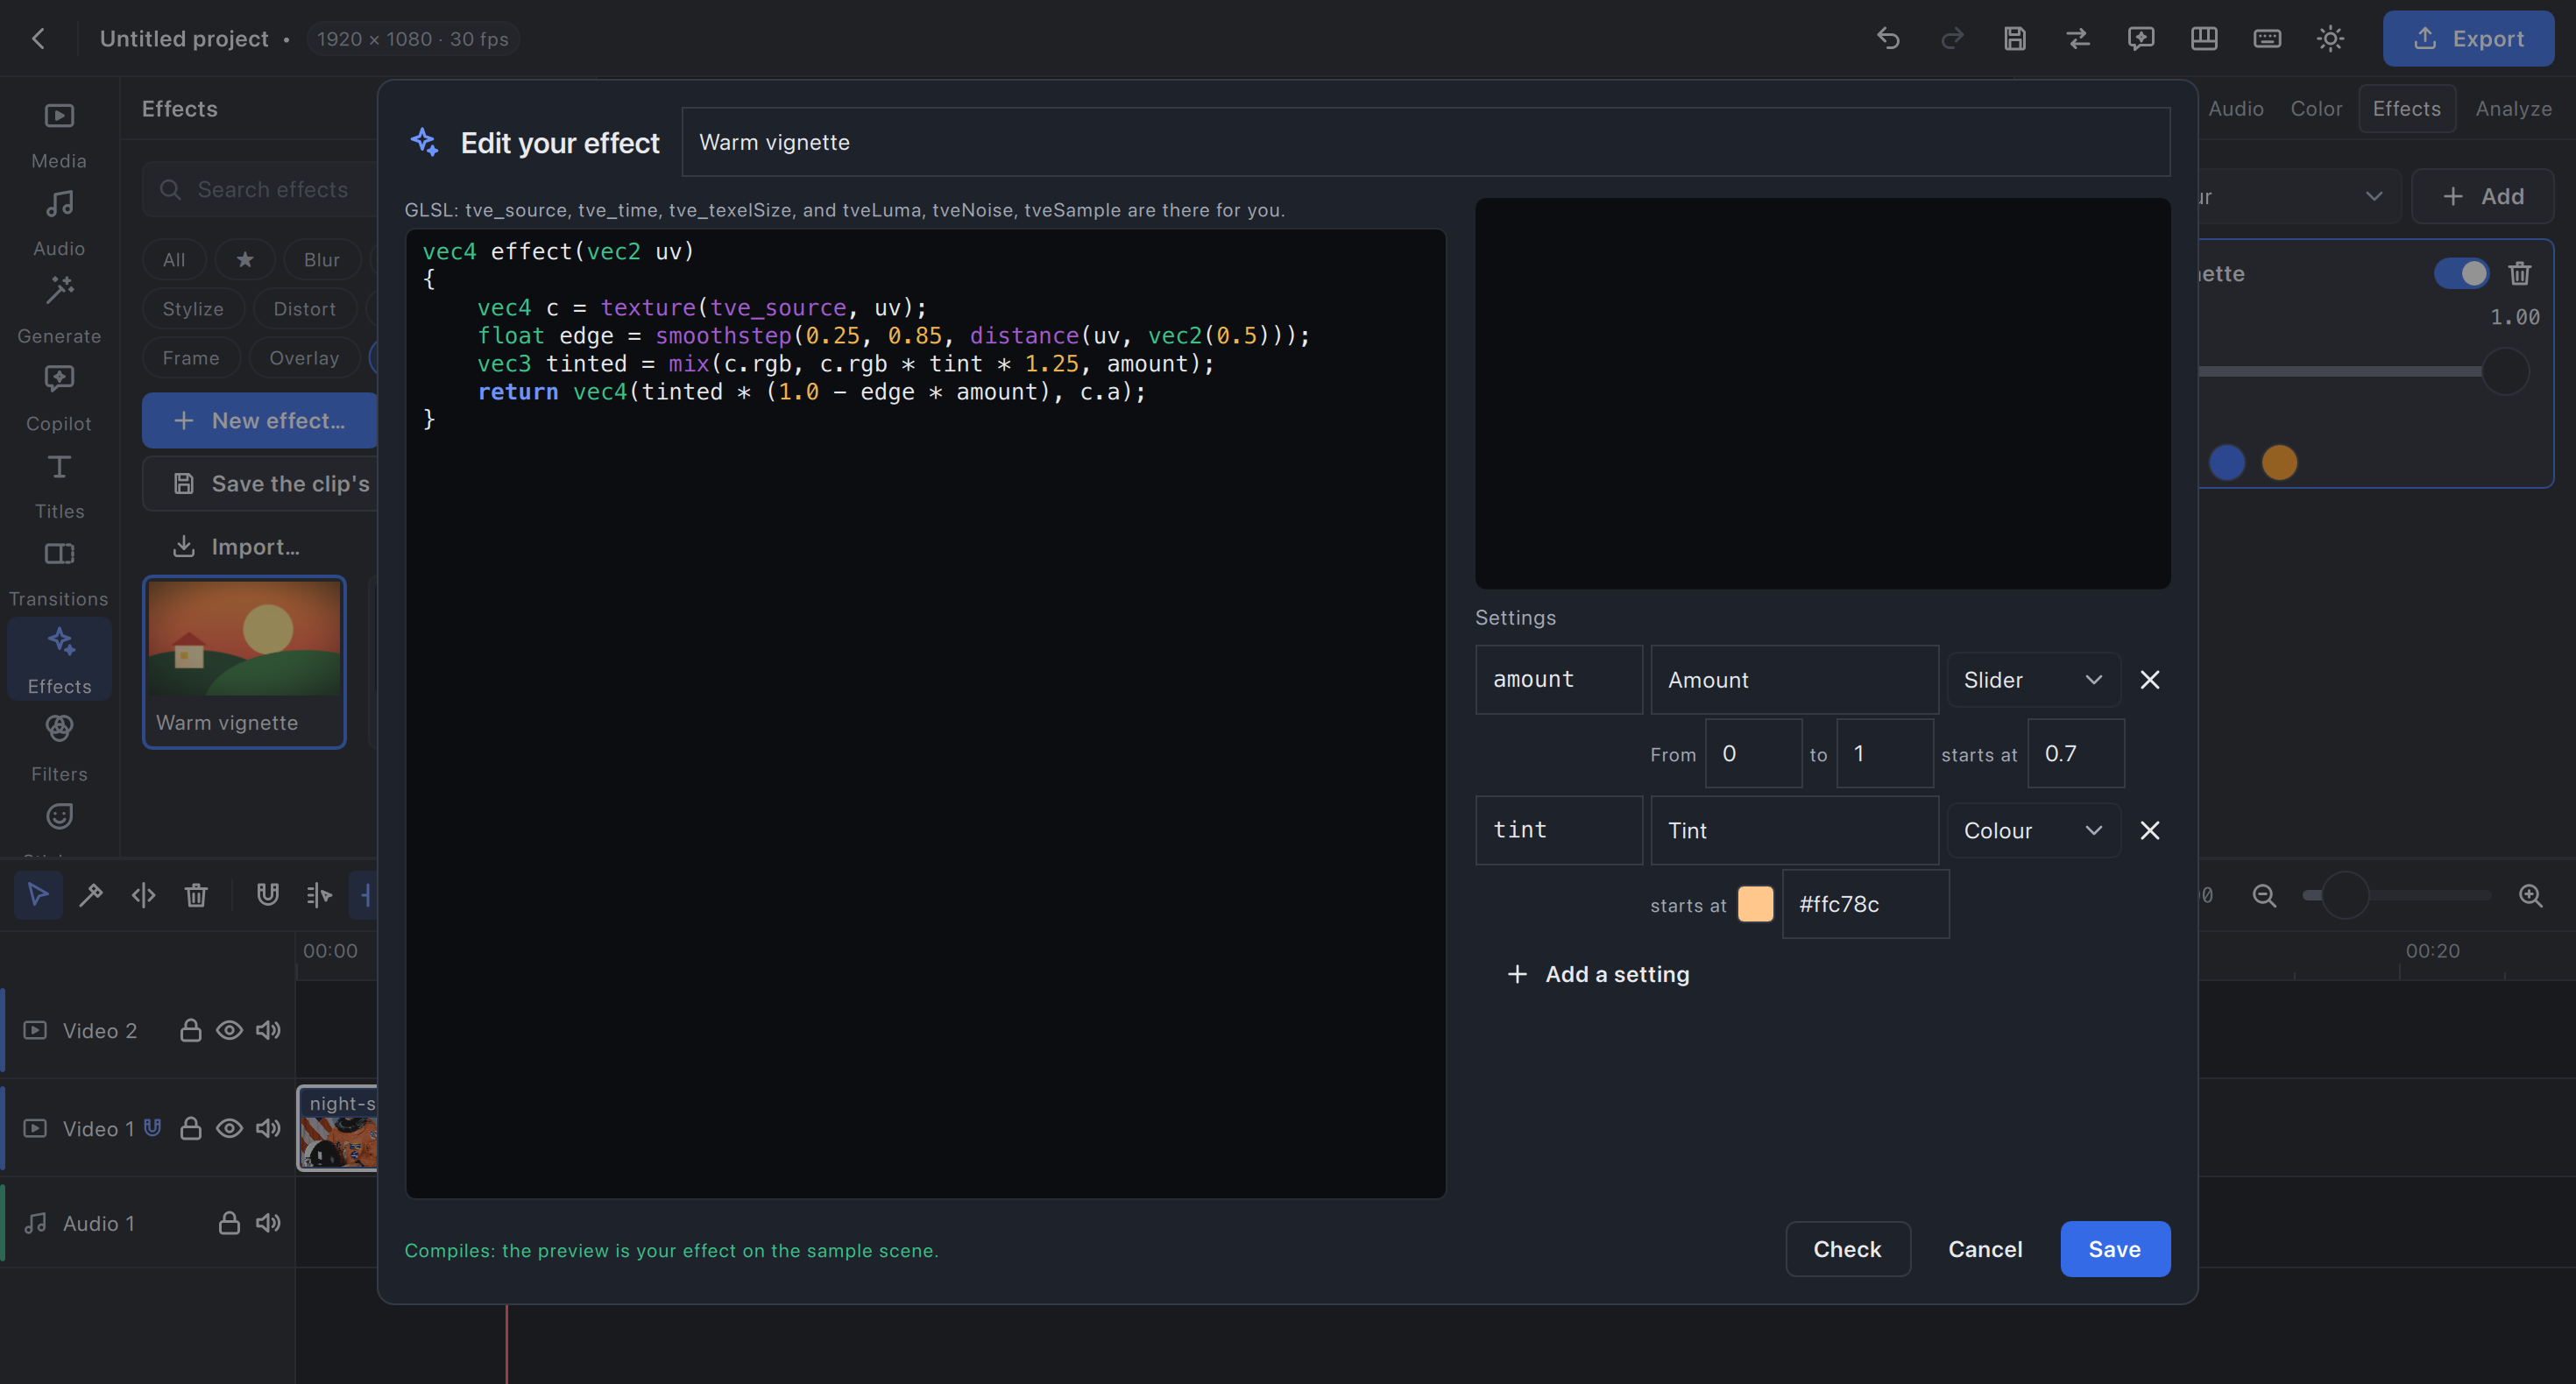 Untitled project • 1920 × 1080 · 30 fps
Export
Media
Audio
Generate
Copilot
Titles
Transitions
Effects
Filters
Effects
Search effects
All ★ Blur
Stylize Distort
Frame Overlay
New effect...
Save the clip's
Import...
Warm vignette
Edit your effect
Warm vignette
GLSL: tve_source, tve_time, tve_texelSize, and tveLuma, tveNoise, tveSample are there for you.
vec4 effect(vec2 uv)
{
    vec4 c = texture(tve_source, uv);
    float edge = smoothstep(0.25, 0.85, distance(uv, vec2(0.5)));
    vec3 tinted = mix(c.rgb, c.rgb * tint * 1.25, amount);
    return vec4(tinted * (1.0 - edge * amount), c.a);
}
Settings
amount Amount Slider
From 0 to 1 starts at 0.7
tint Tint Colour
starts at #ffc78c
Add a setting
Compiles: the preview is your effect on the sample scene.
Check Cancel Save
Audio Color Effects Analyze
Add
1.00
00:00
00:20
Video 2
Video 1
night-s
Audio 1